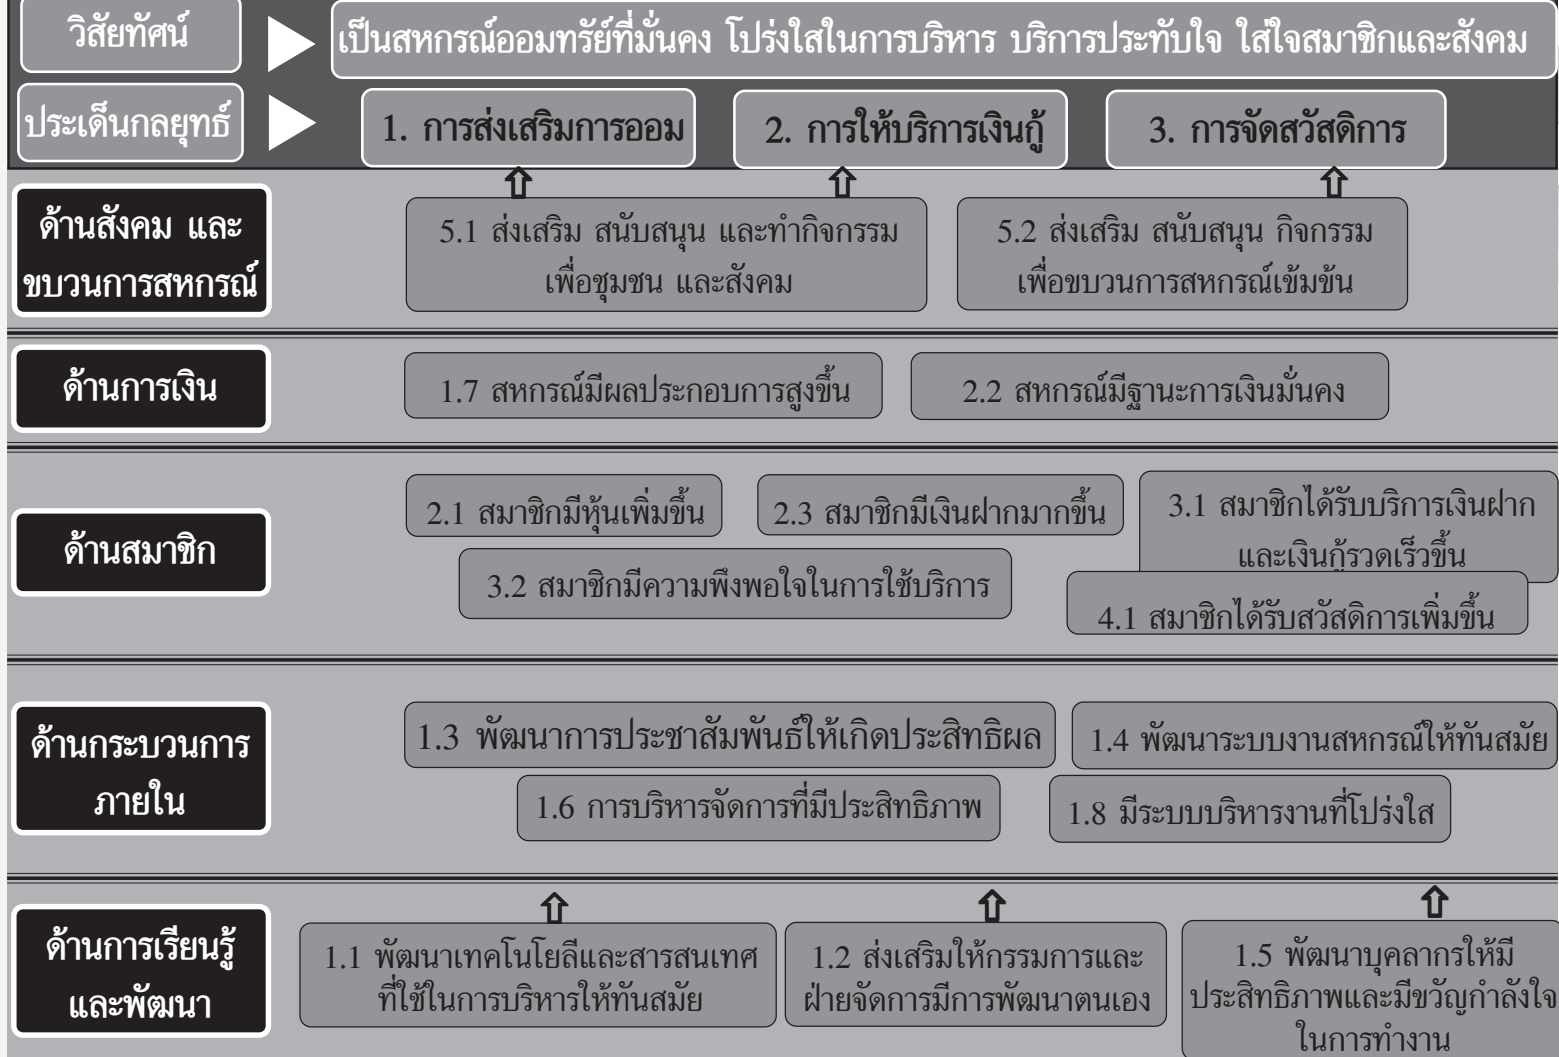 วิสัยทัศน์
เป็นสหกรณ์ออมทรัย์ที่มั่นคง โปร่งใสในการบริหาร บริการประทับใจ ใส่ใจสมาชิกและสังคม
ประเด็นกลยุทธ์
1. การส่งเสริมการออม
2. การให้บริการเงินกู้
3. การจัดสวัสดิการ
ด้านสังคม และ
ขบวนการสหกรณ์
5.1 ส่งเสริม สนับสนุน และทำกิจกรรม
เพื่อชุมชน และสังคม
5.2 ส่งเสริม สนับสนุน กิจกรรม
เพื่อขบวนการสหกรณ์เข้มข้น
ด้านการเงิน
1.7 สหกรณ์มีผลประกอบการสูงขึ้น
2.2 สหกรณ์มีฐานะการเงินมั่นคง
ด้านสมาชิก
2.1 สมาชิกมีหุ้นเพิ่มขึ้น
2.3 สมาชิกมีเงินฝากมากขึ้น
3.1 สมาชิกได้รับบริการเงินฝาก
และเงินกู้รวดเร็วขึ้น
3.2 สมาชิกมีความพึงพอใจในการใช้บริการ
4.1 สมาชิกได้รับสวัสดิการเพิ่มขึ้น
ด้านกระบวนการ
ภายใน
1.3 พัฒนาการประชาสัมพันธ์ให้เกิดประสิทธิผล
1.4 พัฒนาระบบงานสหกรณ์ให้ทันสมัย
1.6 การบริหารจัดการที่มีประสิทธิภาพ
1.8 มีระบบบริหารงานที่โปร่งใส
ด้านการเรียนรู้
และพัฒนา
1.1 พัฒนาเทคโนโยลีและสารสนเทศ
ที่ใช้ในการบริหารให้ทันสมัย
1.2 ส่งเสริมให้กรรมการและ
ฝ่ายจัดการมีการพัฒนาตนเอง
1.5 พัฒนาบุคลากรให้มี
ประสิทธิภาพและมีขวัญกำลังใจ
ในการทำงาน